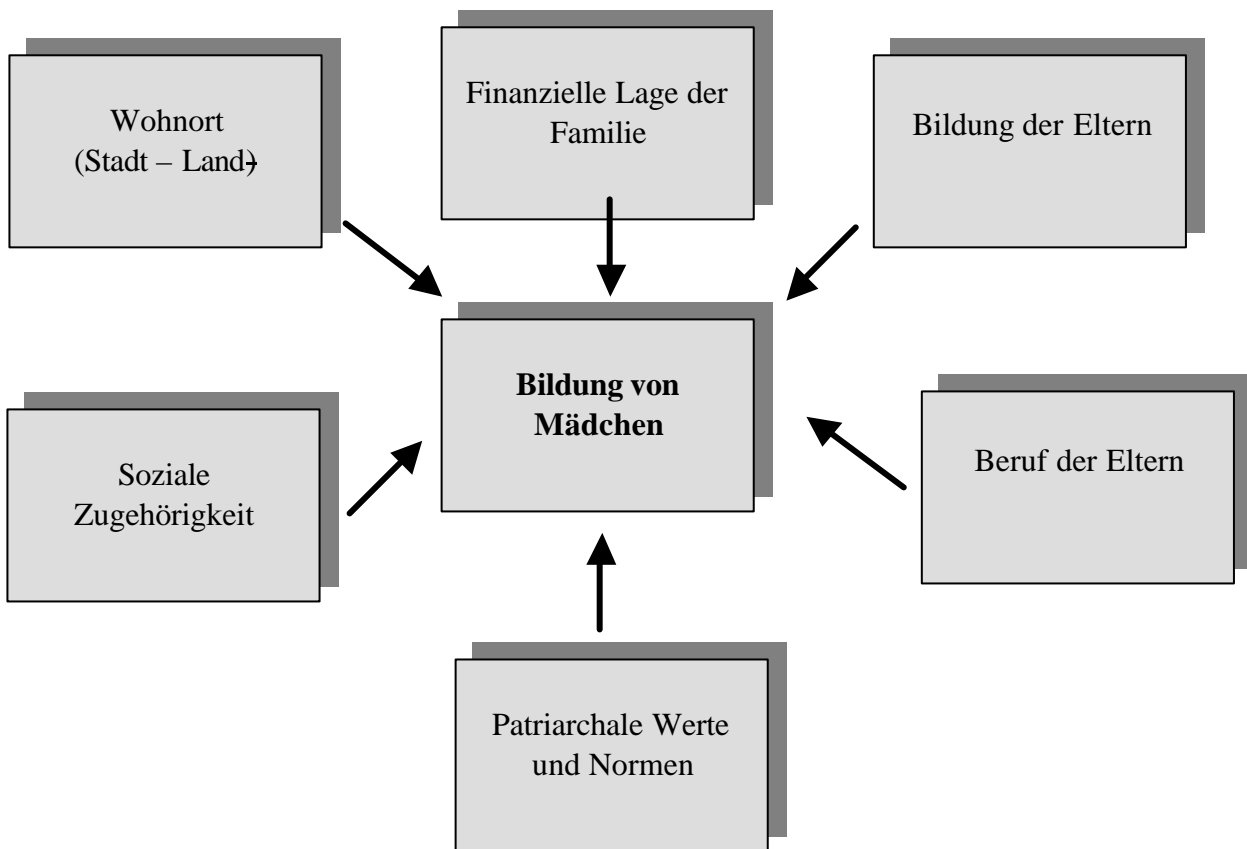 Wohnort
(Stadt – Land)
Finanzielle Lage der
Familie
Bildung der Eltern
Bildung von
Mädchen
Soziale
Zugehörigkeit
Beruf der Eltern
Patriarchale Werte
und Normen